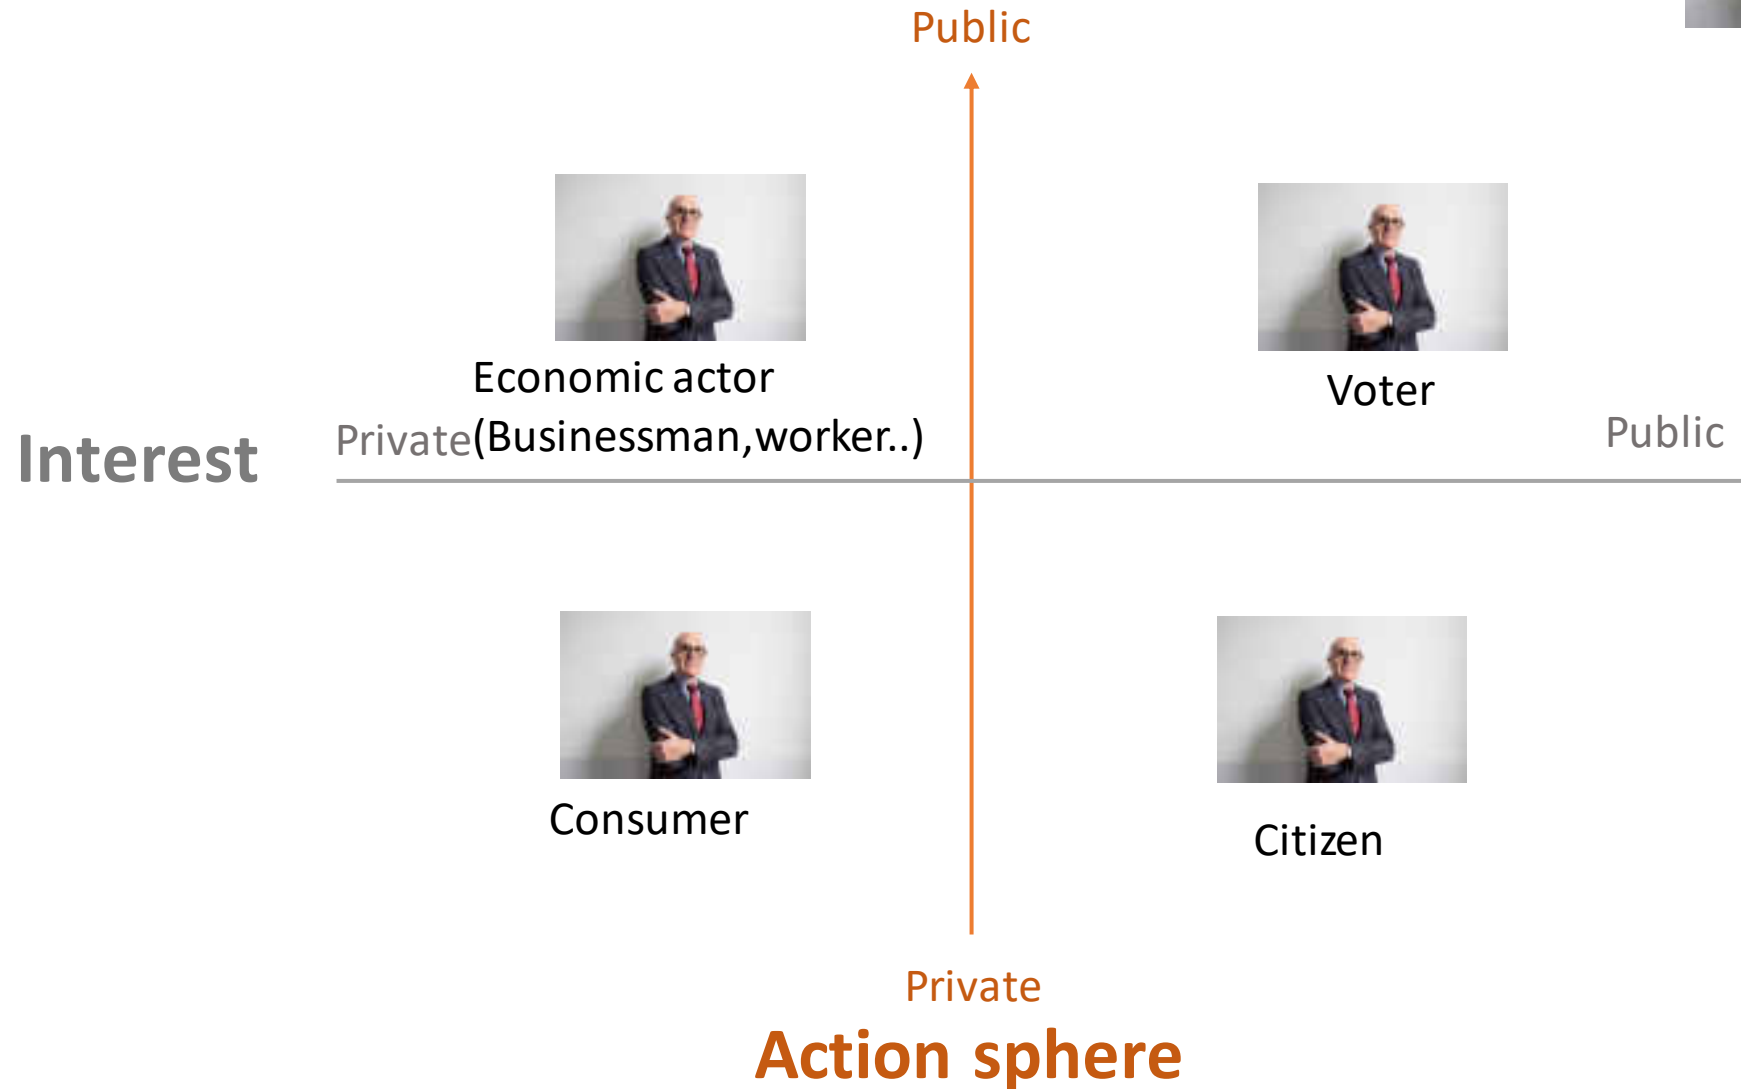 Public
Economic actor
(Businessman,worker..)
Voter
Interest
Private
Public
Consumer
Citizen
Private
Action sphere